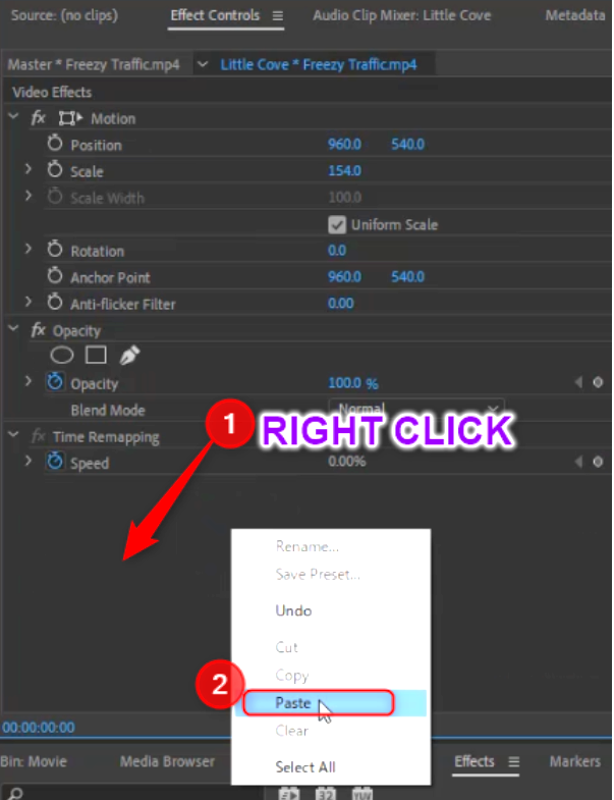 Source: (no clips) Effect Controls Audio Clip Mixer: Little Cove Metadata
Master * Freezy Traffic.mp4 Little Cove * Freezy Traffic.mp4
Video Effects
fx Motion
Position 960.0 540.0
Scale 154.0
Scale Width 100.0
Uniform Scale
Rotation 0.0
Anchor Point 960.0 540.0
Anti-flicker Filter 0.00
fx Opacity
Opacity 100.0 %
Blend Mode Normal
1 RIGHT CLICK
fx Time Remapping
Speed 0.00%
Rename...
Save Preset...
Undo
Cut
Copy
2 Paste
Clear
Select All
00:00:00:00
Bin: Movie Media Browser Effects Markers
32 YUV